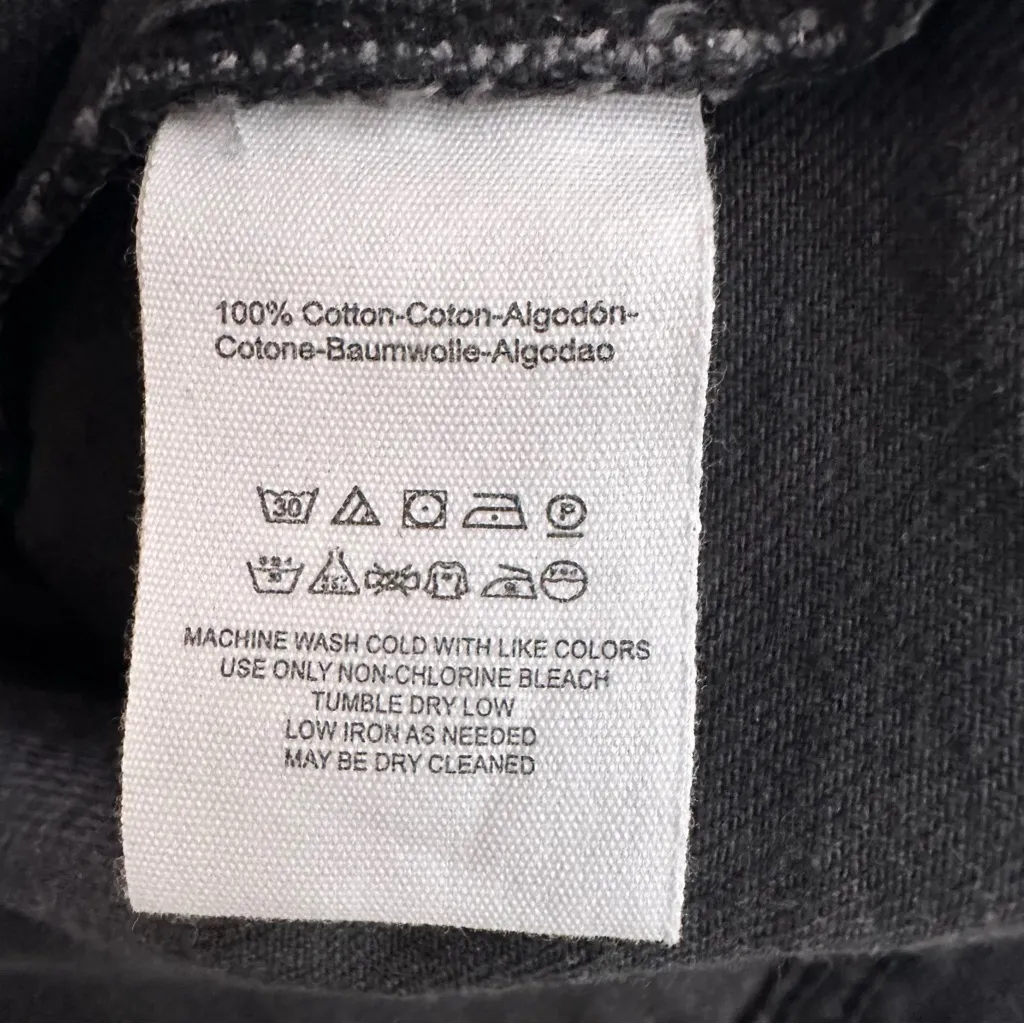 100% Cotton-Coton-Algodón-
Cotone-Baumwolle-Algodao
30
P
MACHINE WASH COLD WITH LIKE COLORS
USE ONLY NON-CHLORINE BLEACH
TUMBLE DRY LOW
LOW IRON AS NEEDED
MAY BE DRY CLEANED